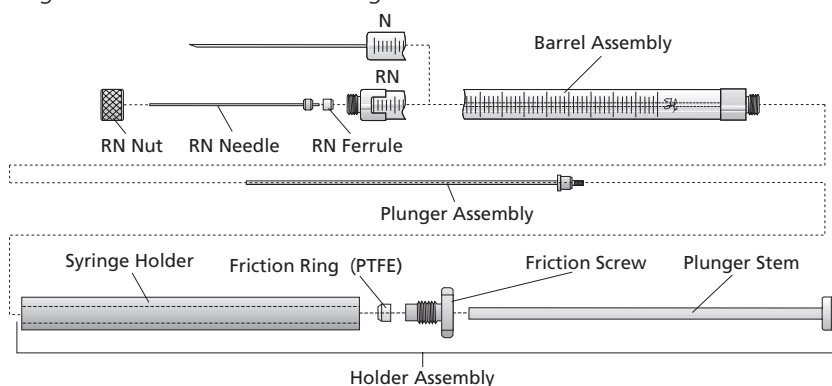 N
Barrel Assembly
RN
RN Nut RN Needle RN Ferrule
Plunger Assembly
Syringe Holder Friction Ring (PTFE) Friction Screw Plunger Stem
Holder Assembly